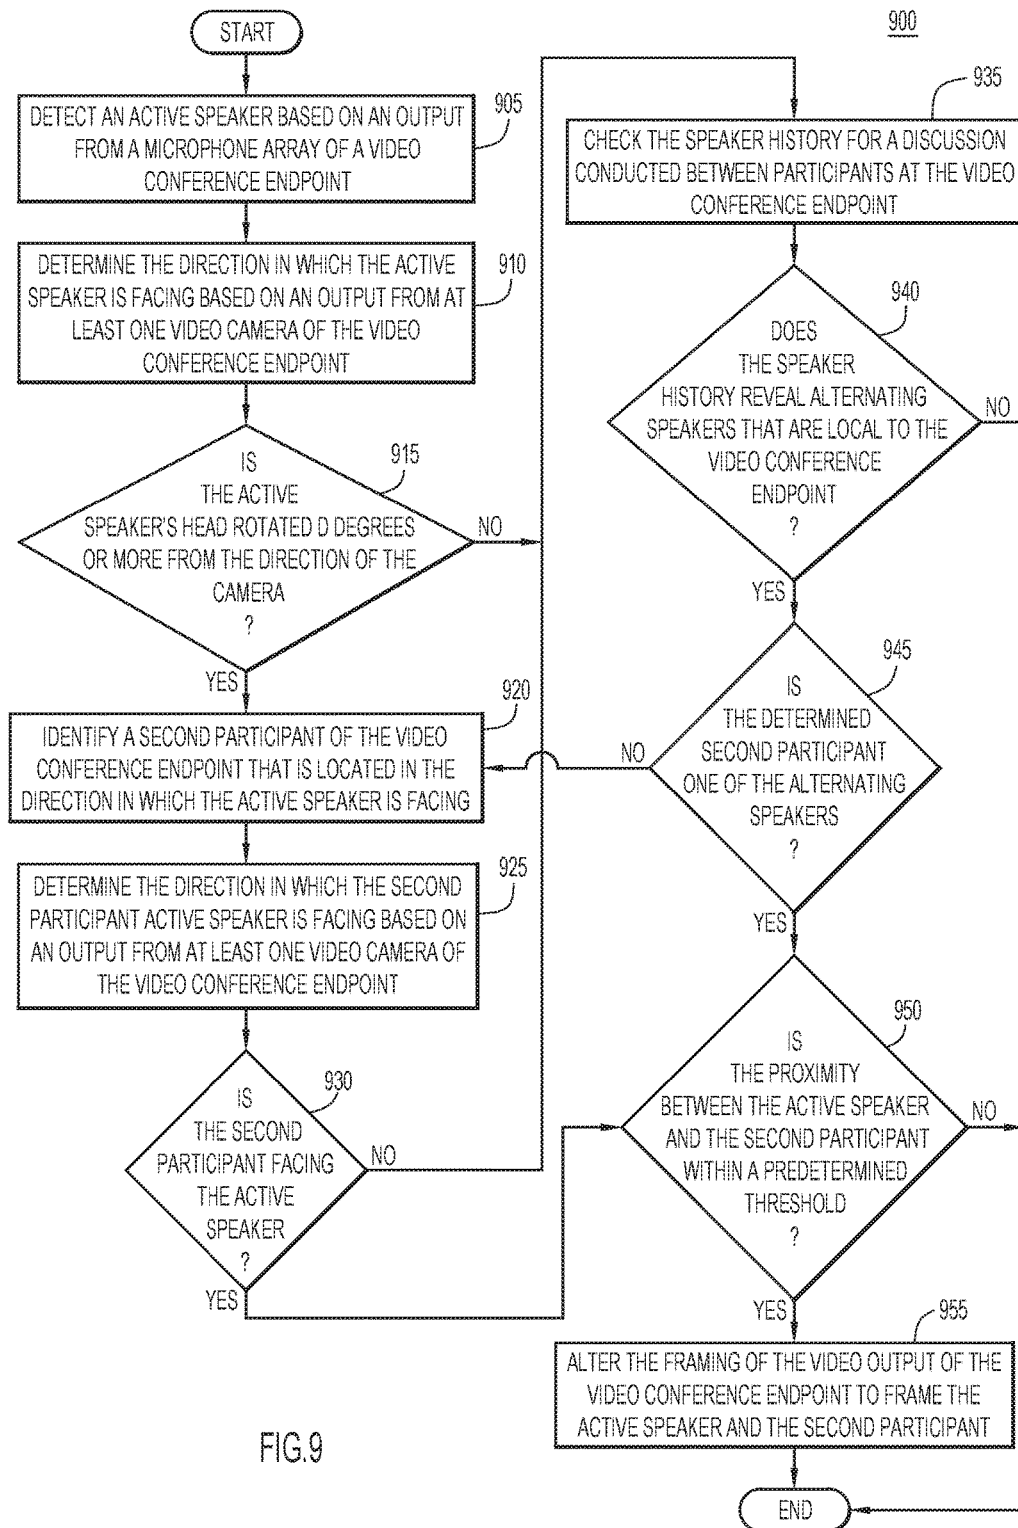 900
START
905
DETECT AN ACTIVE SPEAKER BASED ON AN OUTPUT
FROM A MICROPHONE ARRAY OF A VIDEO
CONFERENCE ENDPOINT
910
DETERMINE THE DIRECTION IN WHICH THE ACTIVE
SPEAKER IS FACING BASED ON AN OUTPUT FROM AT
LEAST ONE VIDEO CAMERA OF THE VIDEO
CONFERENCE ENDPOINT
915
IS
THE ACTIVE
SPEAKER'S HEAD ROTATED D DEGREES
OR MORE FROM THE DIRECTION OF THE
CAMERA
?
NO
YES
920
IDENTIFY A SECOND PARTICIPANT OF THE VIDEO
CONFERENCE ENDPOINT THAT IS LOCATED IN THE
DIRECTION IN WHICH THE ACTIVE SPEAKER IS FACING
925
DETERMINE THE DIRECTION IN WHICH THE SECOND
PARTICIPANT ACTIVE SPEAKER IS FACING BASED ON
AN OUTPUT FROM AT LEAST ONE VIDEO CAMERA OF
THE VIDEO CONFERENCE ENDPOINT
930
IS
THE SECOND
PARTICIPANT FACING
THE ACTIVE
SPEAKER
?
NO
YES
935
CHECK THE SPEAKER HISTORY FOR A DISCUSSION
CONDUCTED BETWEEN PARTICIPANTS AT THE VIDEO
CONFERENCE ENDPOINT
940
DOES
THE SPEAKER
HISTORY REVEAL ALTERNATING
SPEAKERS THAT ARE LOCAL TO THE
VIDEO CONFERENCE
ENDPOINT
?
NO
YES
945
IS
THE DETERMINED
SECOND PARTICIPANT
ONE OF THE ALTERNATING
SPEAKERS
?
NO
YES
950
IS
THE PROXIMITY
BETWEEN THE ACTIVE SPEAKER
AND THE SECOND PARTICIPANT
WITHIN A PREDETERMINED
THRESHOLD
?
NO
YES
955
ALTER THE FRAMING OF THE VIDEO OUTPUT OF THE
VIDEO CONFERENCE ENDPOINT TO FRAME THE
ACTIVE SPEAKER AND THE SECOND PARTICIPANT
END
FIG.9